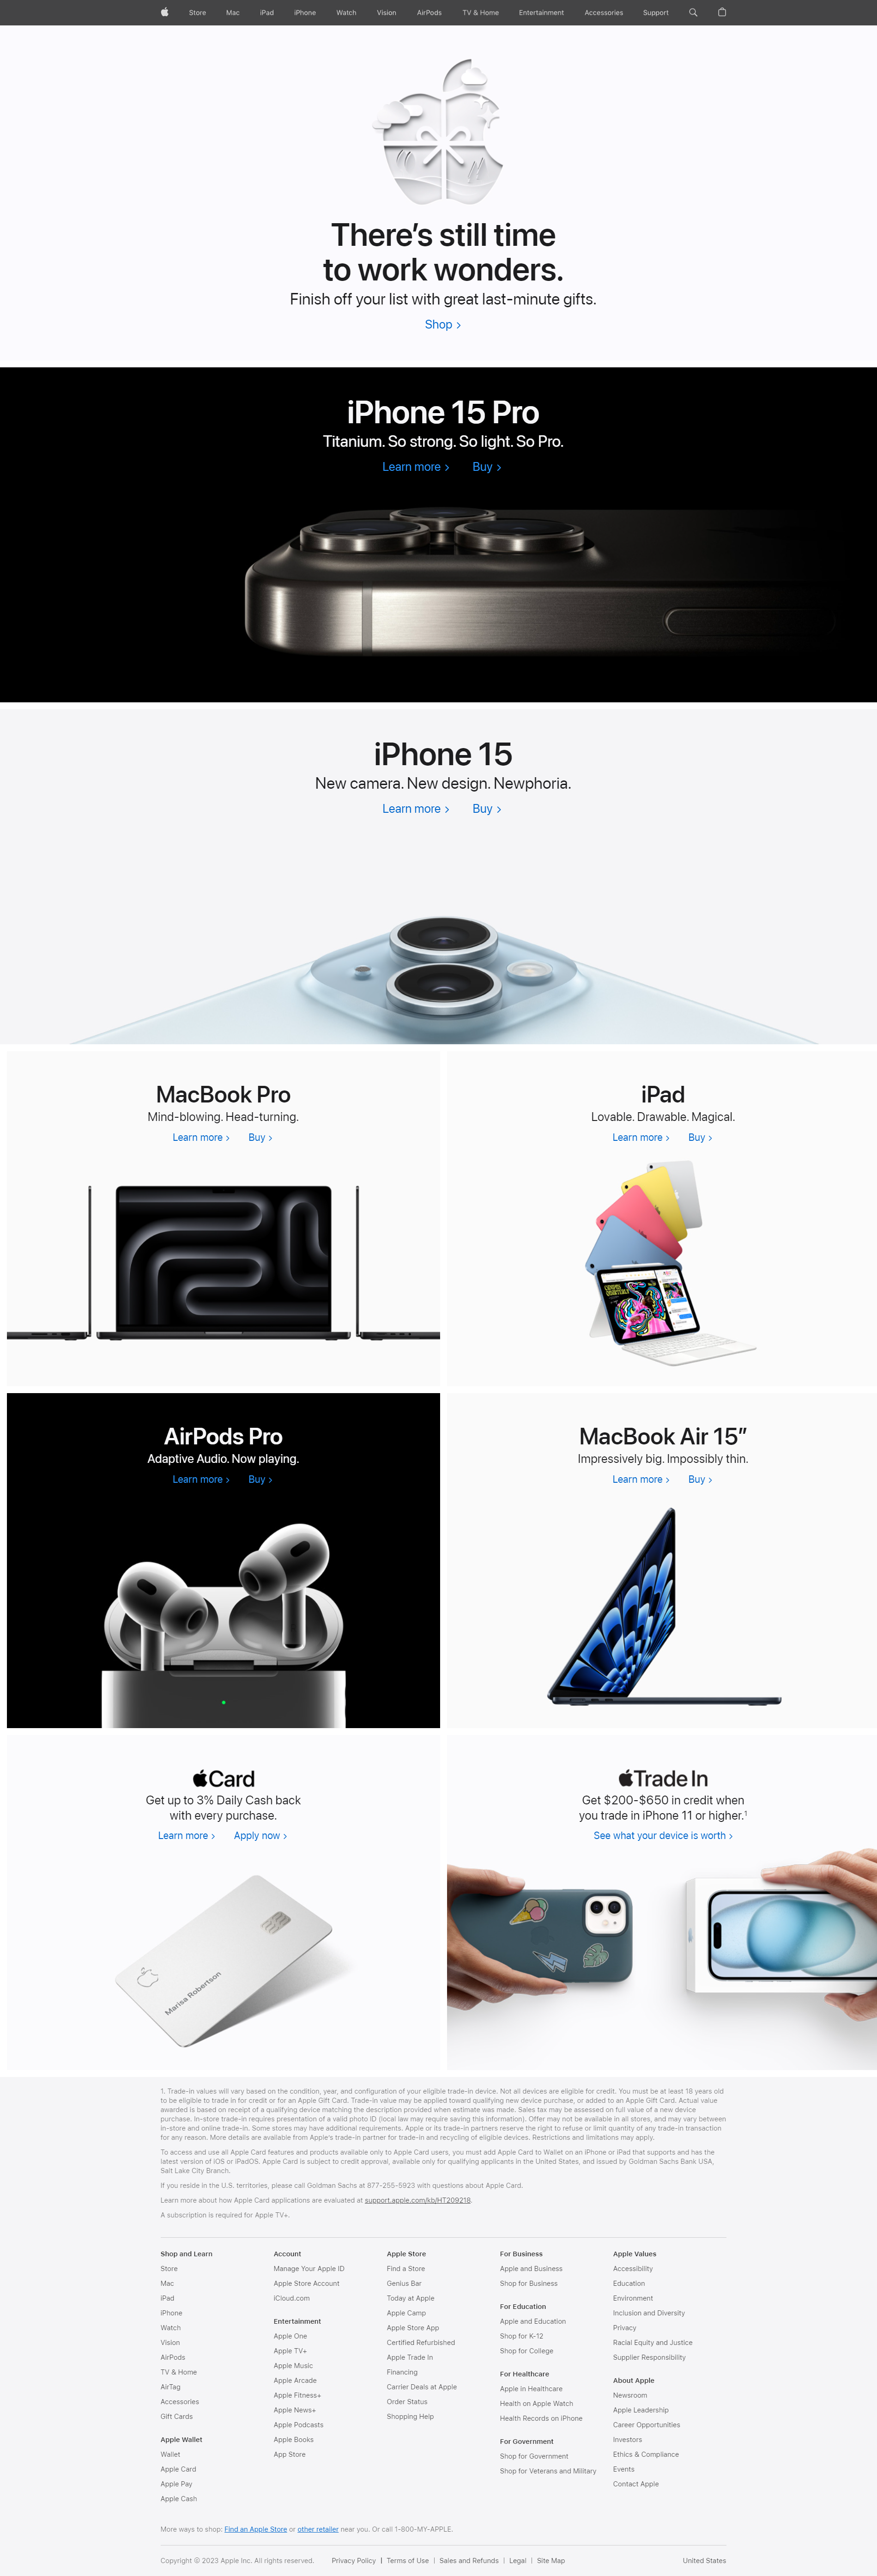 Store Mac iPad iPhone Watch Vision AirPods TV & Home Entertainment Accessories Support
There's still time
to work wonders.
Finish off your list with great last-minute gifts.
Shop
iPhone 15 Pro
Titanium. So strong. So light. So Pro.
Learn more Buy
iPhone 15
New camera. New design. Newphoria.
Learn more Buy
MacBook Pro
Mind-blowing. Head-turning.
Learn more Buy
iPad
Lovable. Drawable. Magical.
Learn more Buy
AirPods Pro
Adaptive Audio. Now playing.
Learn more Buy
MacBook Air 15”
Impressively big. Impossibly thin.
Learn more Buy
Card
Get up to 3% Daily Cash back
with every purchase.
Learn more Apply now
Marisa Robertson
Trade In
Get $200-$650 in credit when
you trade in iPhone 11 or higher.¹
See what your device is worth
1. Trade-in values will vary based on the condition, year, and configuration of your eligible trade-in device. Not all devices are eligible for credit. You must be at least 18 years old
to be eligible to trade in for credit or for an Apple Gift Card. Trade-in value may be applied toward qualifying new device purchase, or added to an Apple Gift Card. Actual value
awarded is based on receipt of a qualifying device matching the description provided when estimate was made. Sales tax may be assessed on full value of a new device
purchase. In-store trade-in requires presentation of a valid photo ID (local law may require saving this information). Offer may not be available in all stores, and may vary between
in-store and online trade-in. Some stores may have additional requirements. Apple or its trade-in partners reserve the right to refuse or limit quantity of any trade-in transaction
for any reason. More details are available from Apple's trade-in partner for trade-in and recycling of eligible devices. Restrictions and limitations may apply.
To access and use all Apple Card features and products available only to Apple Card users, you must add Apple Card to Wallet on an iPhone or iPad that supports and has the
latest version of iOS or iPadOS. Apple Card is subject to credit approval, available only for qualifying applicants in the United States, and issued by Goldman Sachs Bank USA,
Salt Lake City Branch.
If you reside in the U.S. territories, please call Goldman Sachs at 877-255-5923 with questions about Apple Card.
Learn more about how Apple Card applications are evaluated at support.apple.com/kb/HT209218.
A subscription is required for Apple TV+.
Shop and Learn
Store
Mac
iPad
iPhone
Watch
Vision
AirPods
TV & Home
AirTag
Accessories
Gift Cards
Apple Wallet
Wallet
Apple Card
Apple Pay
Apple Cash
Account
Manage Your Apple ID
Apple Store Account
iCloud.com
Entertainment
Apple One
Apple TV+
Apple Music
Apple Arcade
Apple Fitness+
Apple News+
Apple Podcasts
Apple Books
App Store
Apple Store
Find a Store
Genius Bar
Today at Apple
Apple Camp
Apple Store App
Certified Refurbished
Apple Trade In
Financing
Carrier Deals at Apple
Order Status
Shopping Help
For Business
Apple and Business
Shop for Business
For Education
Apple and Education
Shop for K-12
Shop for College
For Healthcare
Apple in Healthcare
Health on Apple Watch
Health Records on iPhone
For Government
Shop for Government
Shop for Veterans and Military
Apple Values
Accessibility
Education
Environment
Inclusion and Diversity
Privacy
Racial Equity and Justice
Supplier Responsibility
About Apple
Newsroom
Apple Leadership
Career Opportunities
Investors
Ethics & Compliance
Events
Contact Apple
More ways to shop: Find an Apple Store or other retailer near you. Or call 1-800-MY-APPLE.
Copyright © 2023 Apple Inc. All rights reserved. Privacy Policy | Terms of Use | Sales and Refunds | Legal | Site Map United States